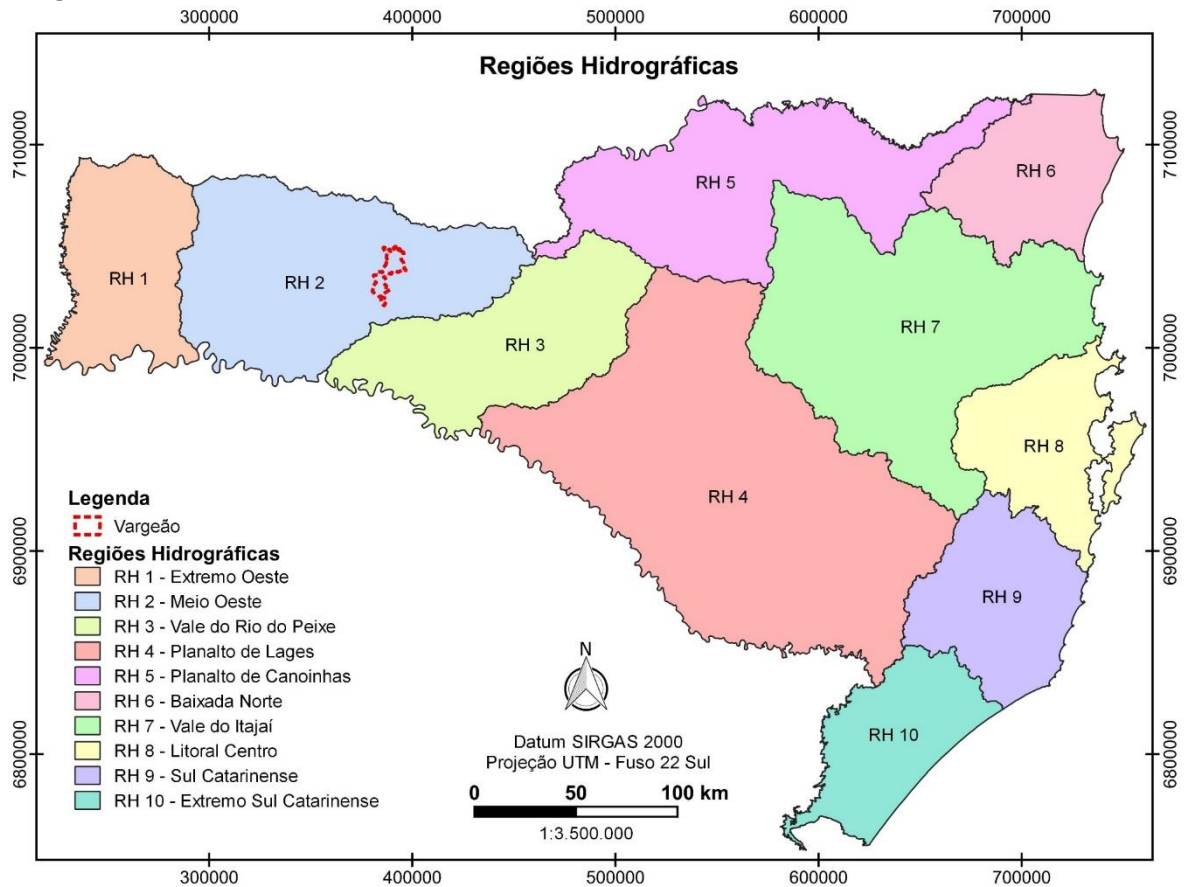 300000 400000 500000 600000 700000
Regiões Hidrográficas
7100000 7100000
RH 5
RH 6
RH 1
RH 2
RH 7
7000000 7000000
RH 3
RH 8
RH 4
Legenda
Vargeão
Regiões Hidrográficas
6900000 6900000
RH 1 - Extremo Oeste
RH 2 - Meio Oeste
RH 9
RH 3 - Vale do Rio do Peixe
RH 4 - Planalto de Lages
N
RH 5 - Planalto de Canoinhas
RH 6 - Baixada Norte
RH 7 - Vale do Itajaí
RH 10
Datum SIRGAS 2000
RH 8 - Litoral Centro
Projeção UTM - Fuso 22 Sul
6800000 6800000
RH 9 - Sul Catarinense
0 50 100 km
RH 10 - Extremo Sul Catarinense
1:3.500.000
300000 400000 500000 600000 700000